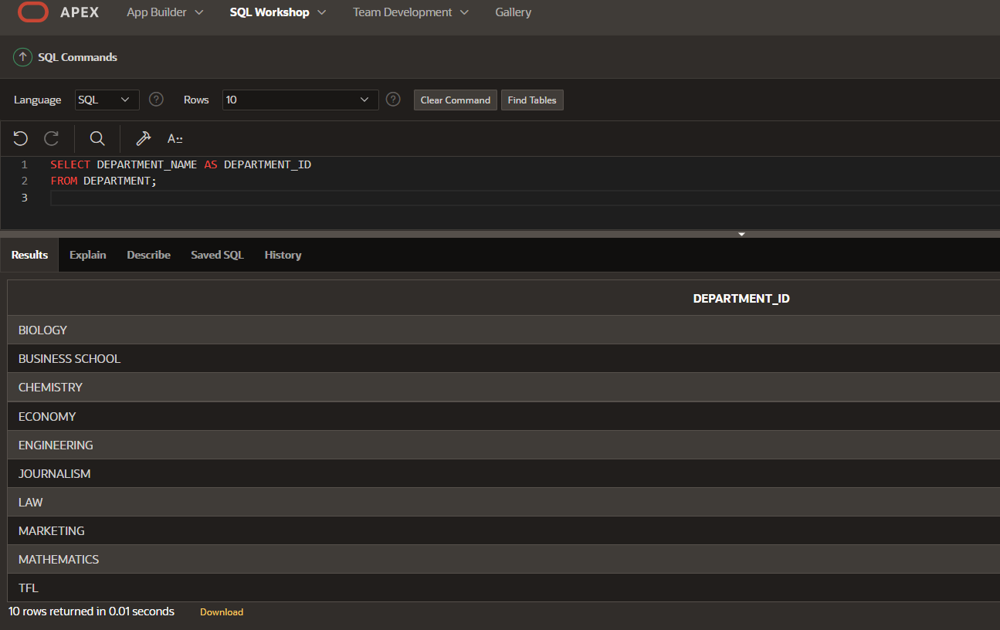 APEX App Builder SQL Workshop Team Development Gallery
SQL Commands
Language SQL ? Rows 10 ? Clear Command Find Tables
A::
1 SELECT DEPARTMENT_NAME AS DEPARTMENT_ID
2 FROM DEPARTMENT;
3
Results Explain Describe Saved SQL History
DEPARTMENT_ID
BIOLOGY
BUSINESS SCHOOL
CHEMISTRY
ECONOMY
ENGINEERING
JOURNALISM
LAW
MARKETING
MATHEMATICS
TFL
10 rows returned in 0.01 seconds Download